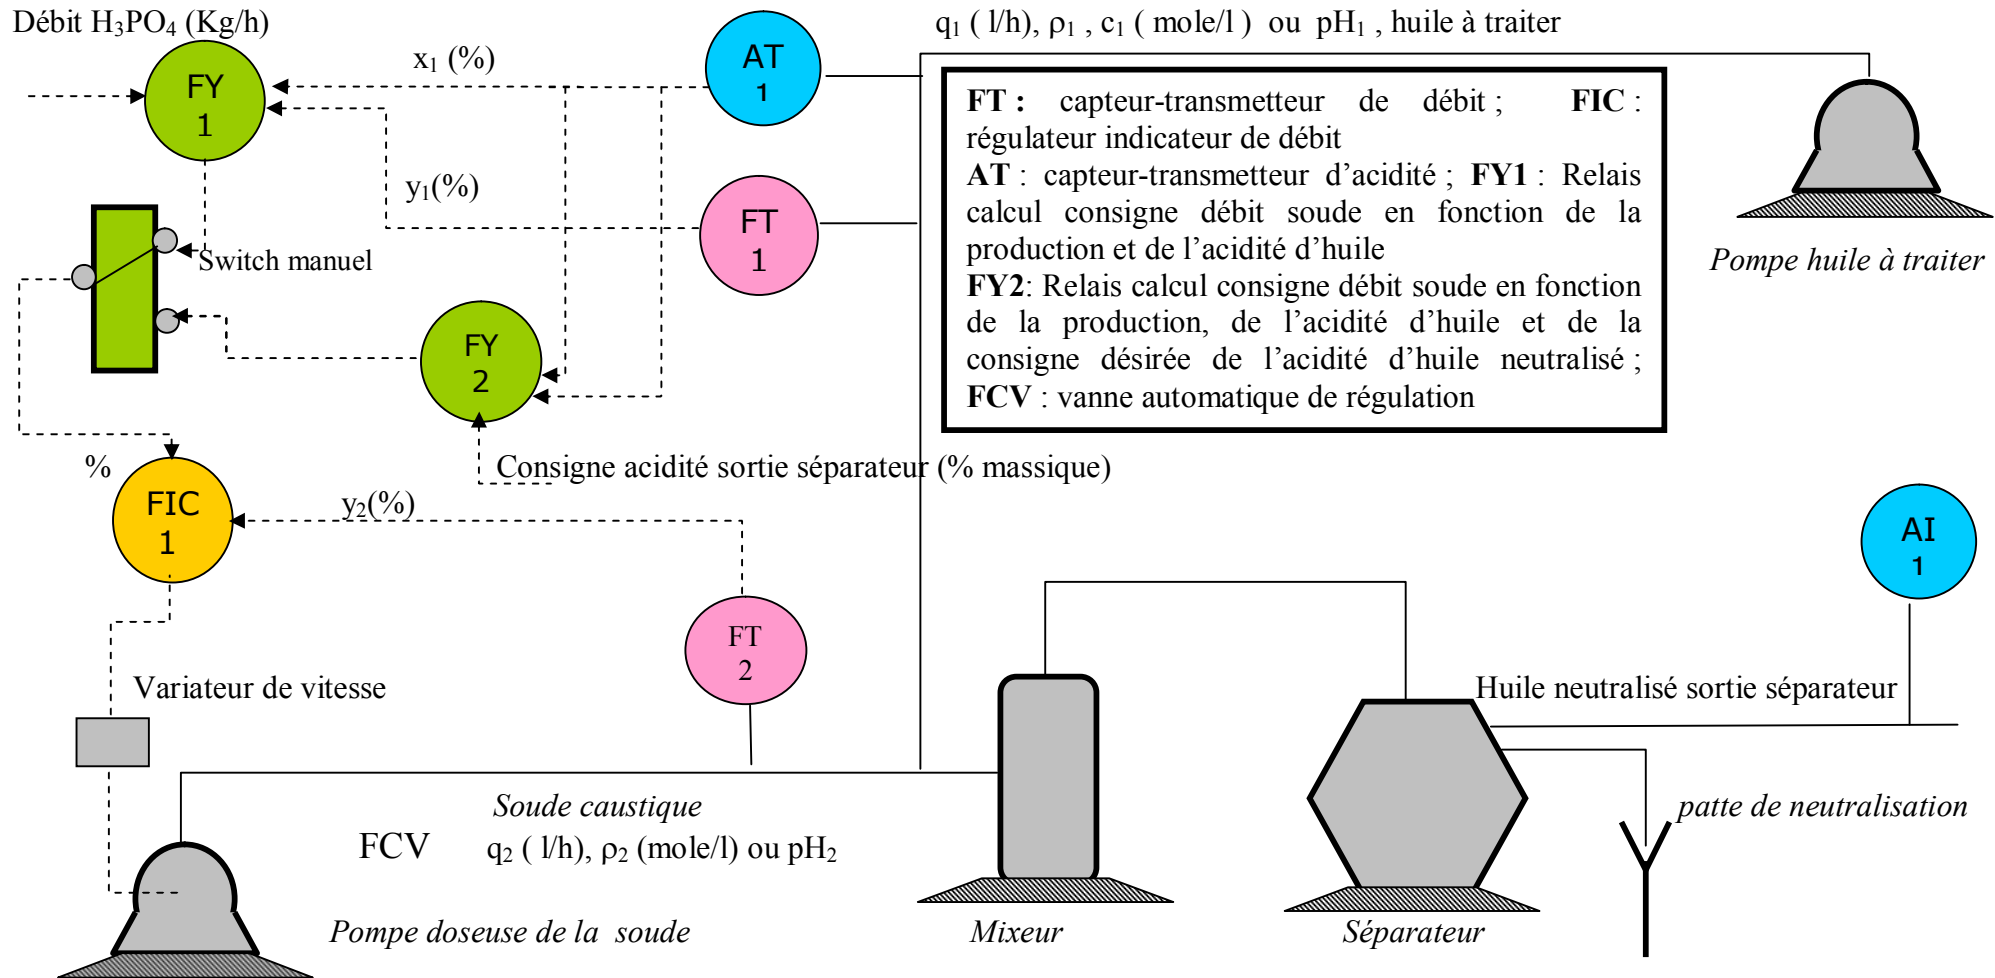 Débit H₃PO₄ (Kg/h)
q₁ ( l/h), ρ₁ , c₁ ( mole/l ) ou pH₁ , huile à traiter
FY
1
x₁ (%)
AT
1
y₁(%)
FT
1
FT : capteur-transmetteur de débit ; FIC :
régulateur indicateur de débit
AT : capteur-transmetteur d’acidité ; FY1 : Relais
calcul consigne débit soude en fonction de la
production et de l’acidité d’huile
FY2: Relais calcul consigne débit soude en fonction
de la production, de l’acidité d’huile et de la
consigne désirée de l’acidité d’huile neutralisé ;
FCV : vanne automatique de régulation
Pompe huile à traiter
Switch manuel
FY
2
%
Consigne acidité sortie séparateur (% massique)
FIC
1
y₂(%)
AI
1
FT
2
Variateur de vitesse
Huile neutralisé sortie séparateur
Soude caustique
FCV q₂ ( l/h), ρ₂ (mole/l) ou pH₂
patte de neutralisation
Pompe doseuse de la soude
Mixeur
Séparateur